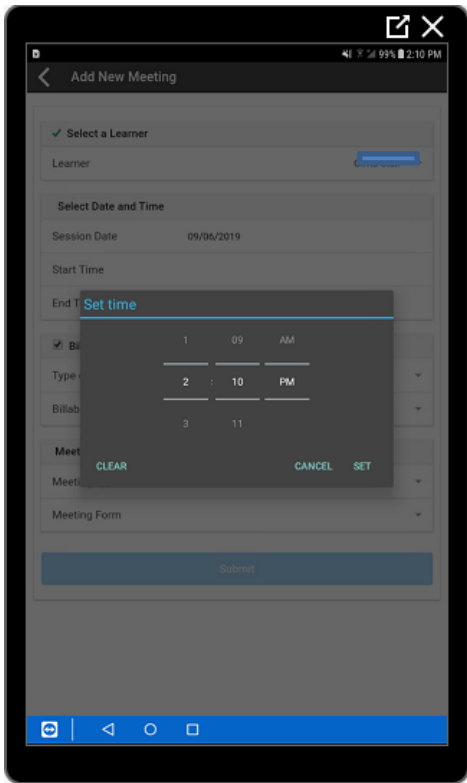 99% 2:10 PM
Add New Meeting
Select a Learner
Learner
Select Date and Time
Session Date 09/06/2019
Start Time
End T
Set time
1 09 AM
Bi
2 : 10 PM
Type
3 11
Billab
Meet
CLEAR CANCEL SET
Meeti
Meeting Form
Submit